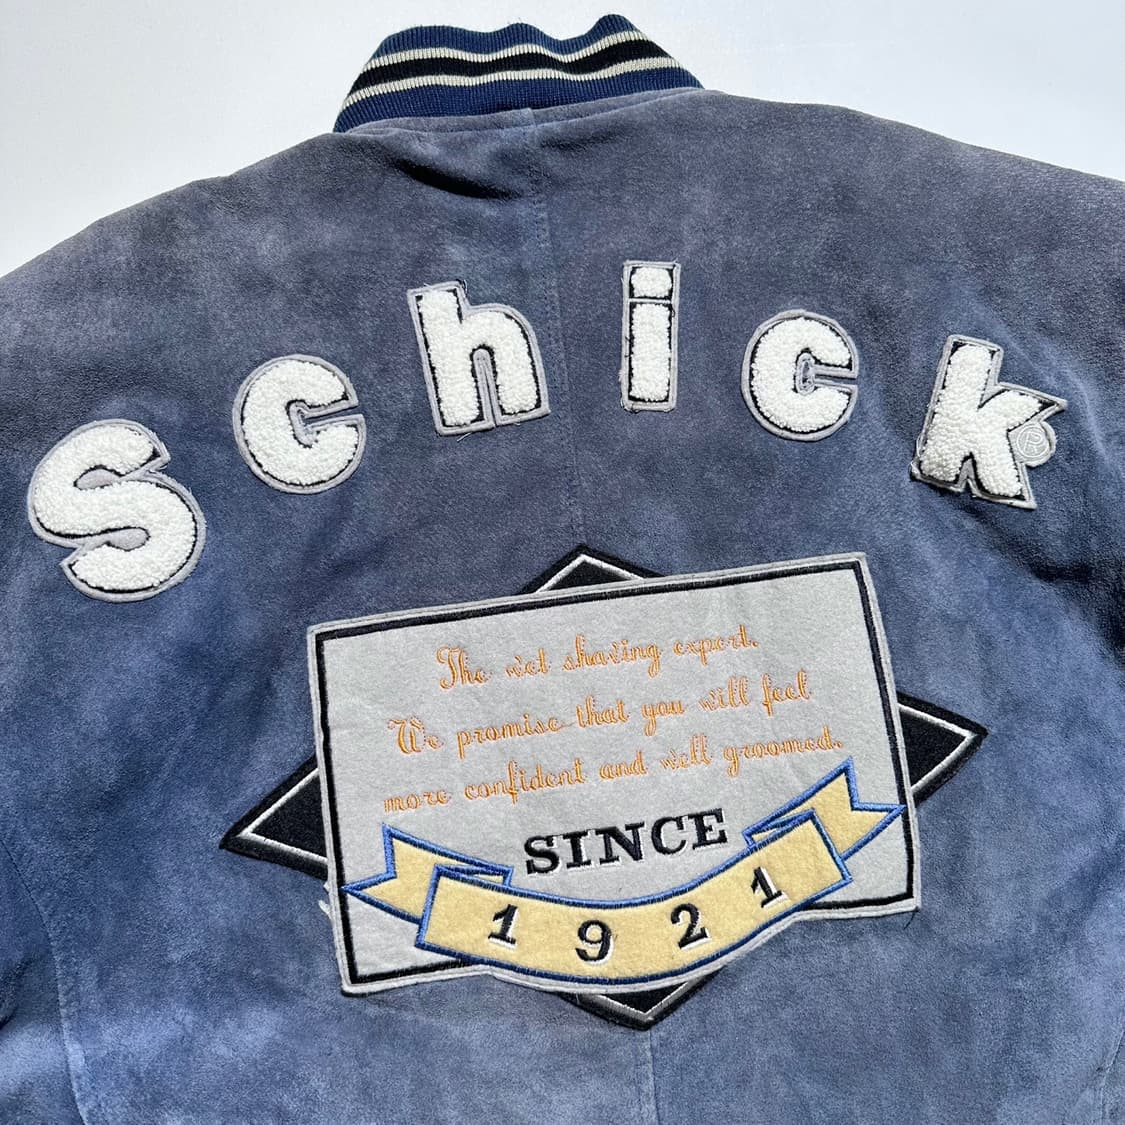 Schick®
The wet shaving expert.
We promise that you will feel
more confident and well groomed.
SINCE
1921